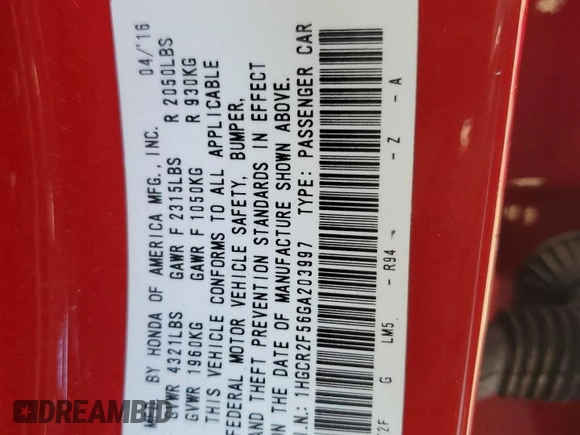 BY HONDA OF AMERICA MFG., INC. 04/'16
GVWR 4321LBS GAWR F 2315LBS R 2050LBS
GVWR 1960KG GAWR F 1050KG R 930KG
THIS VEHICLE CONFORMS TO ALL APPLICABLE
FEDERAL MOTOR VEHICLE SAFETY, BUMPER,
AND THEFT PREVENTION STANDARDS IN EFFECT
ON THE DATE OF MANUFACTURE SHOWN ABOVE.
V.I.N.: 1HGCR2F56GA203997 TYPE: PASSENGER CAR
T2F G LM5 - R94 - Z - A
DREAMBID